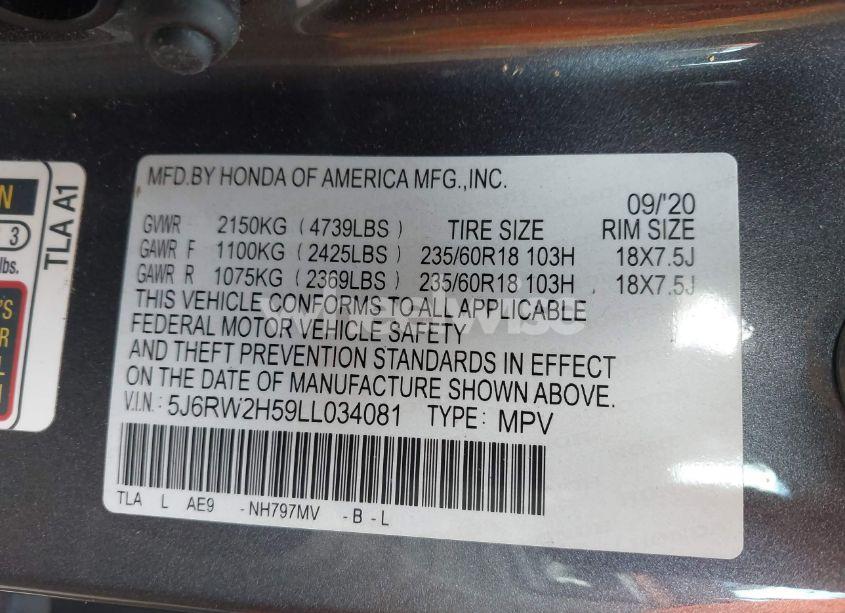 MFD.BY HONDA OF AMERICA MFG.,INC.
09/'20
GVWR 2150KG (4739LBS) TIRE SIZE RIM SIZE
GAWR F 1100KG (2425LBS) 235/60R18 103H 18X7.5J
GAWR R 1075KG (2369LBS) 235/60R18 103H . 18X7.5J
THIS VEHICLE CONFORMS TO ALL APPLICABLE
FEDERAL MOTOR VEHICLE SAFETY
AND THEFT PREVENTION STANDARDS IN EFFECT
ON THE DATE OF MANUFACTURE SHOWN ABOVE.
V.I.N.: 5J6RW2H59LL034081 TYPE: MPV
TLA L AE9 -NH797MV -B-L
TLA A1
N
3
lbs.
'S
R
L